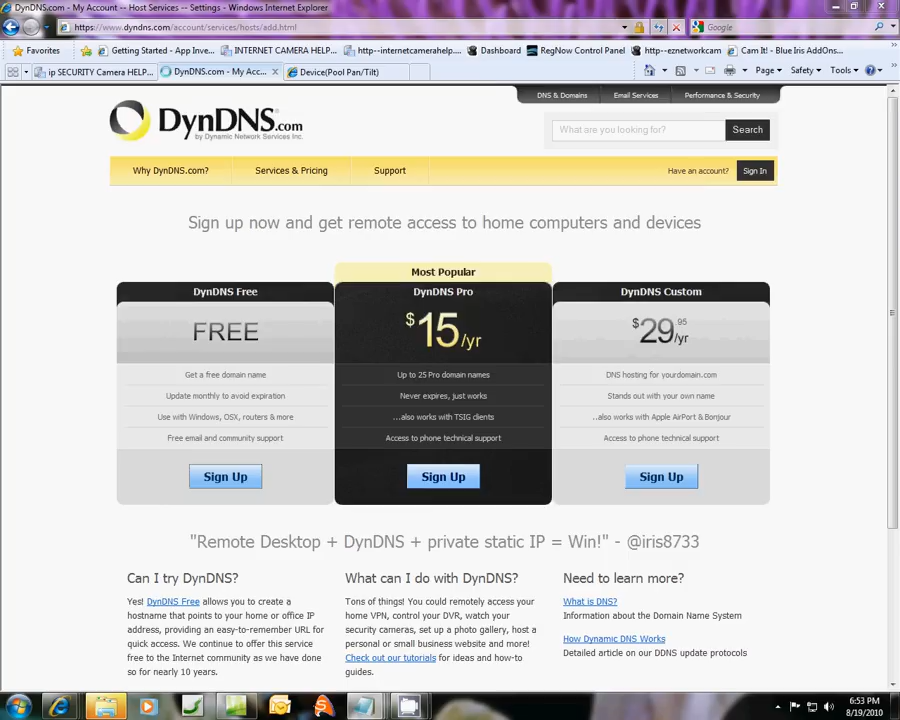 DynDNS.com - My Account -- Host Services -- Settings - Windows Internet Explorer
https://www.dyndns.com/account/services/hosts/add.html
Google
Favorites
Getting Started - App Inve...
INTERNET CAMERA HELP...
http--internetcamerahelp....
Dashboard
RegNow Control Panel
http--eznetworkcam
Cam It! - Blue Iris AddOns...
ip SECURITY Camera HELP...
DynDNS.com - My Acc...
Device(Pool Pan/Tilt)
Page
Safety
Tools
DNS & Domains
Email Services
Performance & Security
DynDNS.com
by Dynamic Network Services Inc.
What are you looking for?
Search
Why DynDNS.com?
Services & Pricing
Support
Have an account?
Sign In
Sign up now and get remote access to home computers and devices
Most Popular
DynDNS Free
DynDNS Pro
DynDNS Custom
FREE
$15/yr
$29.95/yr
Get a free domain name
Up to 25 Pro domain names
DNS hosting for yourdomain.com
Update monthly to avoid expiration
Never expires, just works
Stands out with your own name
Use with Windows, OSX, routers & more
...also works with TSIG clients
..also works with Apple AirPort & Bonjour
Free email and community support
Access to phone technical support
Access to phone technical support
Sign Up
Sign Up
Sign Up
"Remote Desktop + DynDNS + private static IP = Win!" - @iris8733
Can I try DynDNS?
Yes! DynDNS Free allows you to create a
hostname that points to your home or office IP
address, providing an easy-to-remember URL for
quick access. We continue to offer this service
free to the Internet community as we have done
so for nearly 10 years.
What can I do with DynDNS?
Tons of things! You could remotely access your
home VPN, control your DVR, watch your
security cameras, set up a photo gallery, host a
personal or small business website and more!
Check out our tutorials for ideas and how-to
guides.
Need to learn more?
What is DNS?
Information about the Domain Name System
How Dynamic DNS Works
Detailed article on our DDNS update protocols
6:53 PM
8/19/2010